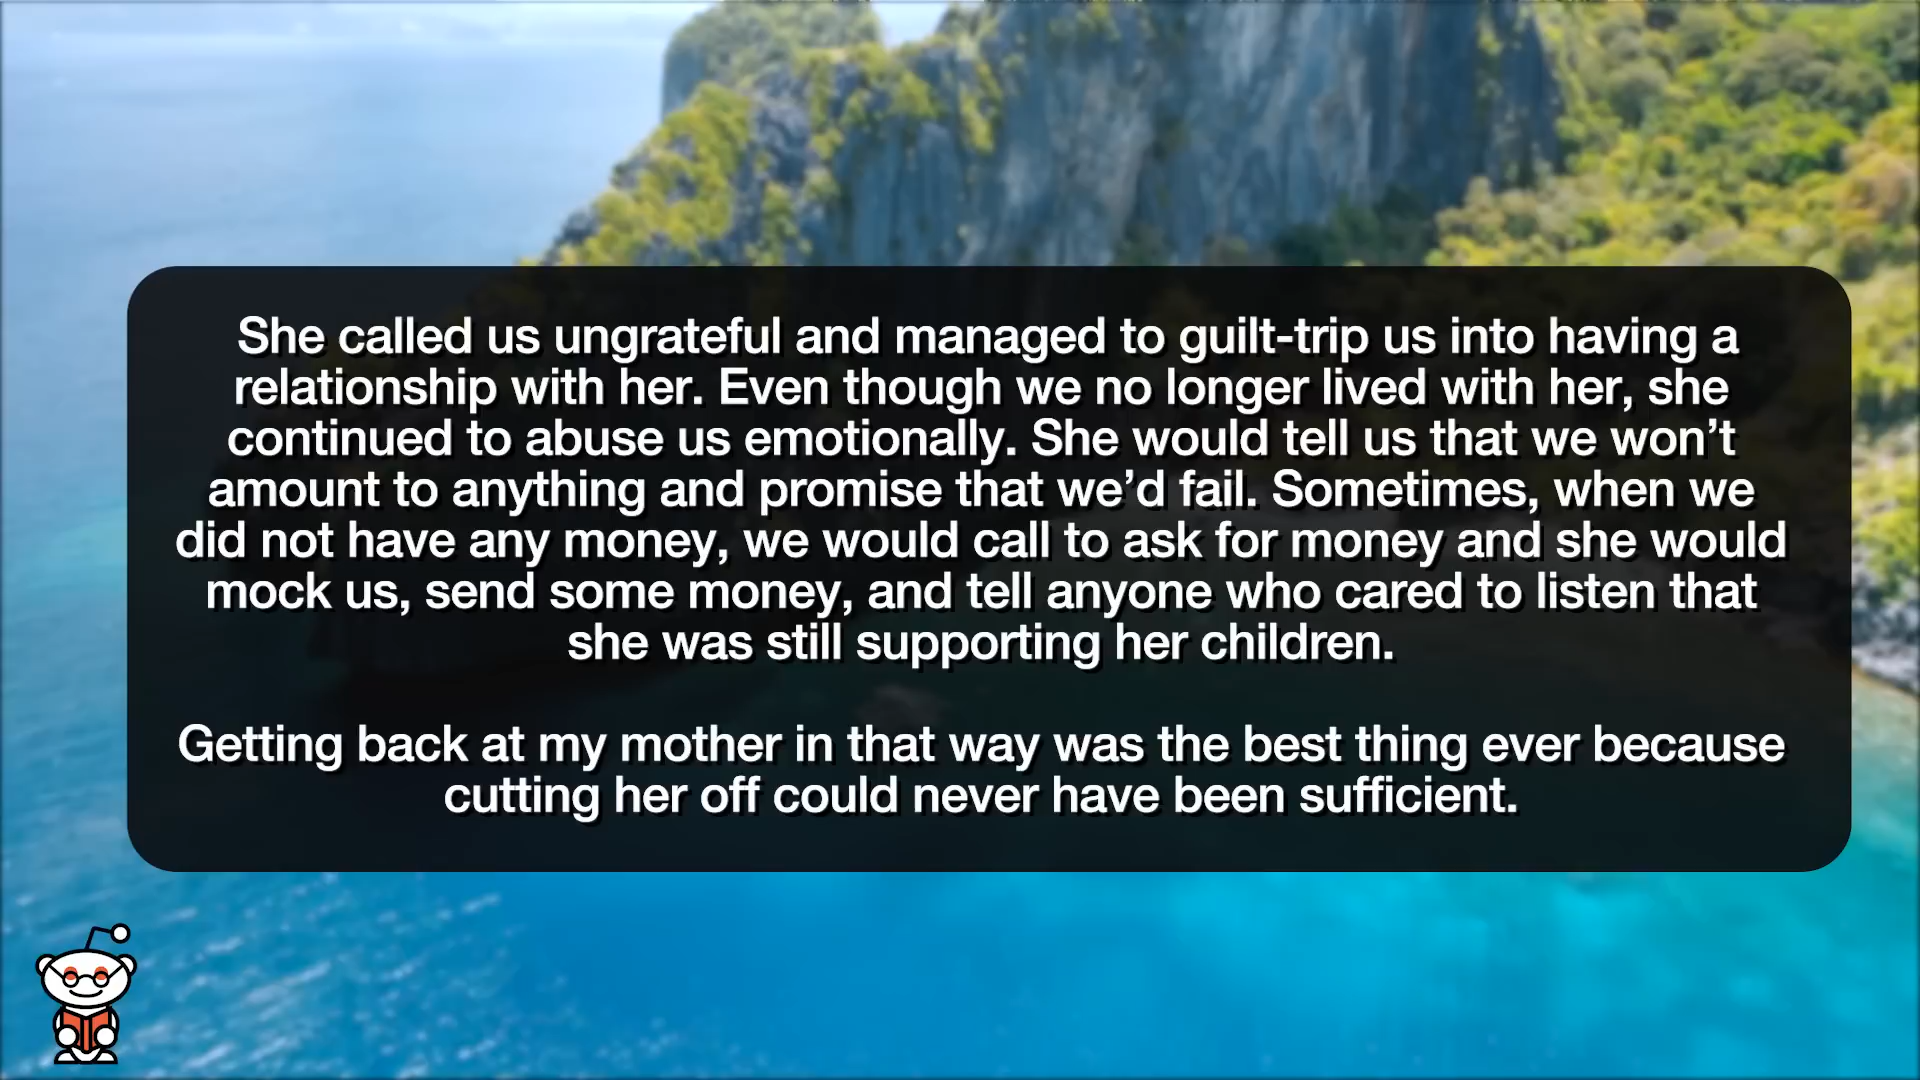 She called us ungrateful and managed to guilt-trip us into having a
relationship with her. Even though we no longer lived with her, she
continued to abuse us emotionally. She would tell us that we won’t
amount to anything and promise that we’d fail. Sometimes, when we
did not have any money, we would call to ask for money and she would
mock us, send some money, and tell anyone who cared to listen that
she was still supporting her children.
Getting back at my mother in that way was the best thing ever because
cutting her off could never have been sufficient.